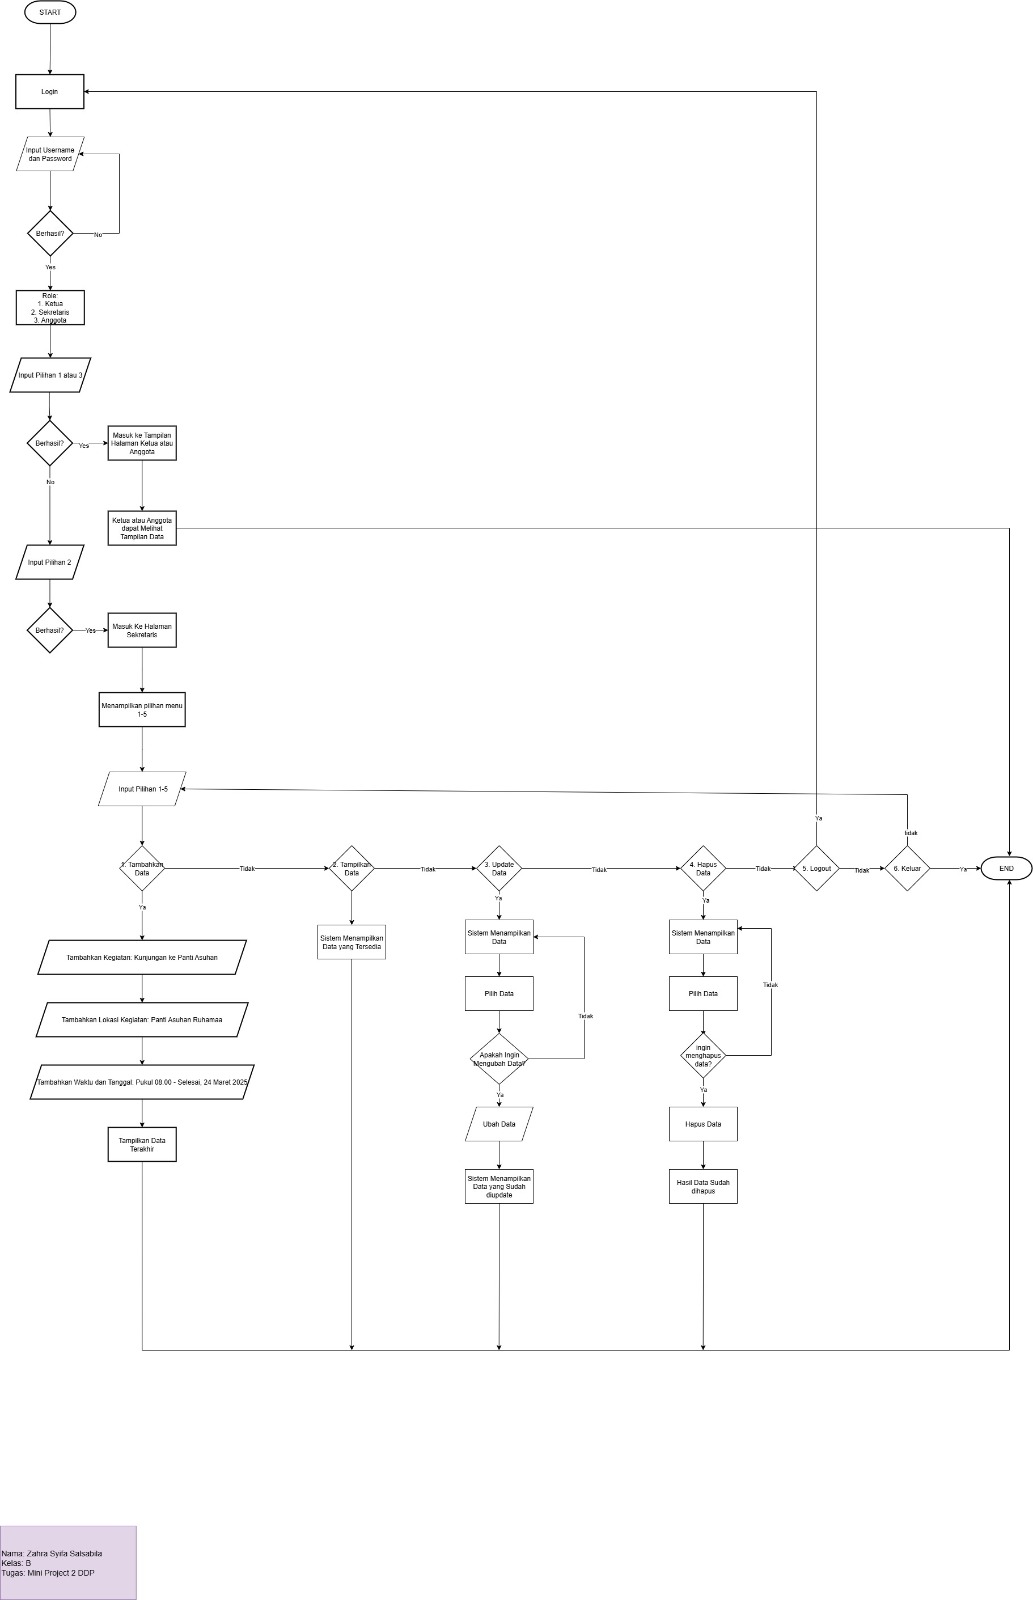 START
Login
Input Username
dan Password
Berhasil?
No
Yes
Role:
1. Ketua
2. Sekretaris
3. Anggota
Input Pilihan 1 atau 3
Berhasil?
Yes
Masuk ke Tampilan
Halaman Ketua atau
Anggota
No
Ketua atau Anggota
dapat Melihat
Tampilan Data
Input Pilihan 2
Berhasil?
Yes
Masuk Ke Halaman
Sekretaris
Menampilkan pilihan menu
1-5
Input Pilihan 1-5
Ya
tidak
1. Tambahkan
Data
Tidak
2. Tampilkan
Data
Tidak
3. Update
Data
Tidak
4. Hapus
Data
Tidak
5. Logout
Tidak
6. Keluar
Ya
END
Ya
Tambahkan Kegiatan: Kunjungan ke Panti Asuhan
Tambahkan Lokasi Kegiatan: Panti Asuhan Ruhamaa
Tambahkan Waktu dan Tanggal: Pukul 08.00 - Selesai, 24 Maret 2025
Tampilkan Data
Terakhir
Sistem Menampilkan
Data yang Tersedia
Ya
Sistem Menampilkan
Data
Pilih Data
Tidak
Apakah Ingin
Mengubah Data?
Ya
Ubah Data
Sistem Menampilkan
Data yang Sudah
diupdate
Ya
Sistem Menampilkan
Data
Pilih Data
Tidak
Ingin
menghapus
data?
Ya
Hapus Data
Hasil Data Sudah
dihapus
Nama: Zahra Syifa Salsabila
Kelas: B
Tugas: Mini Project 2 DDP